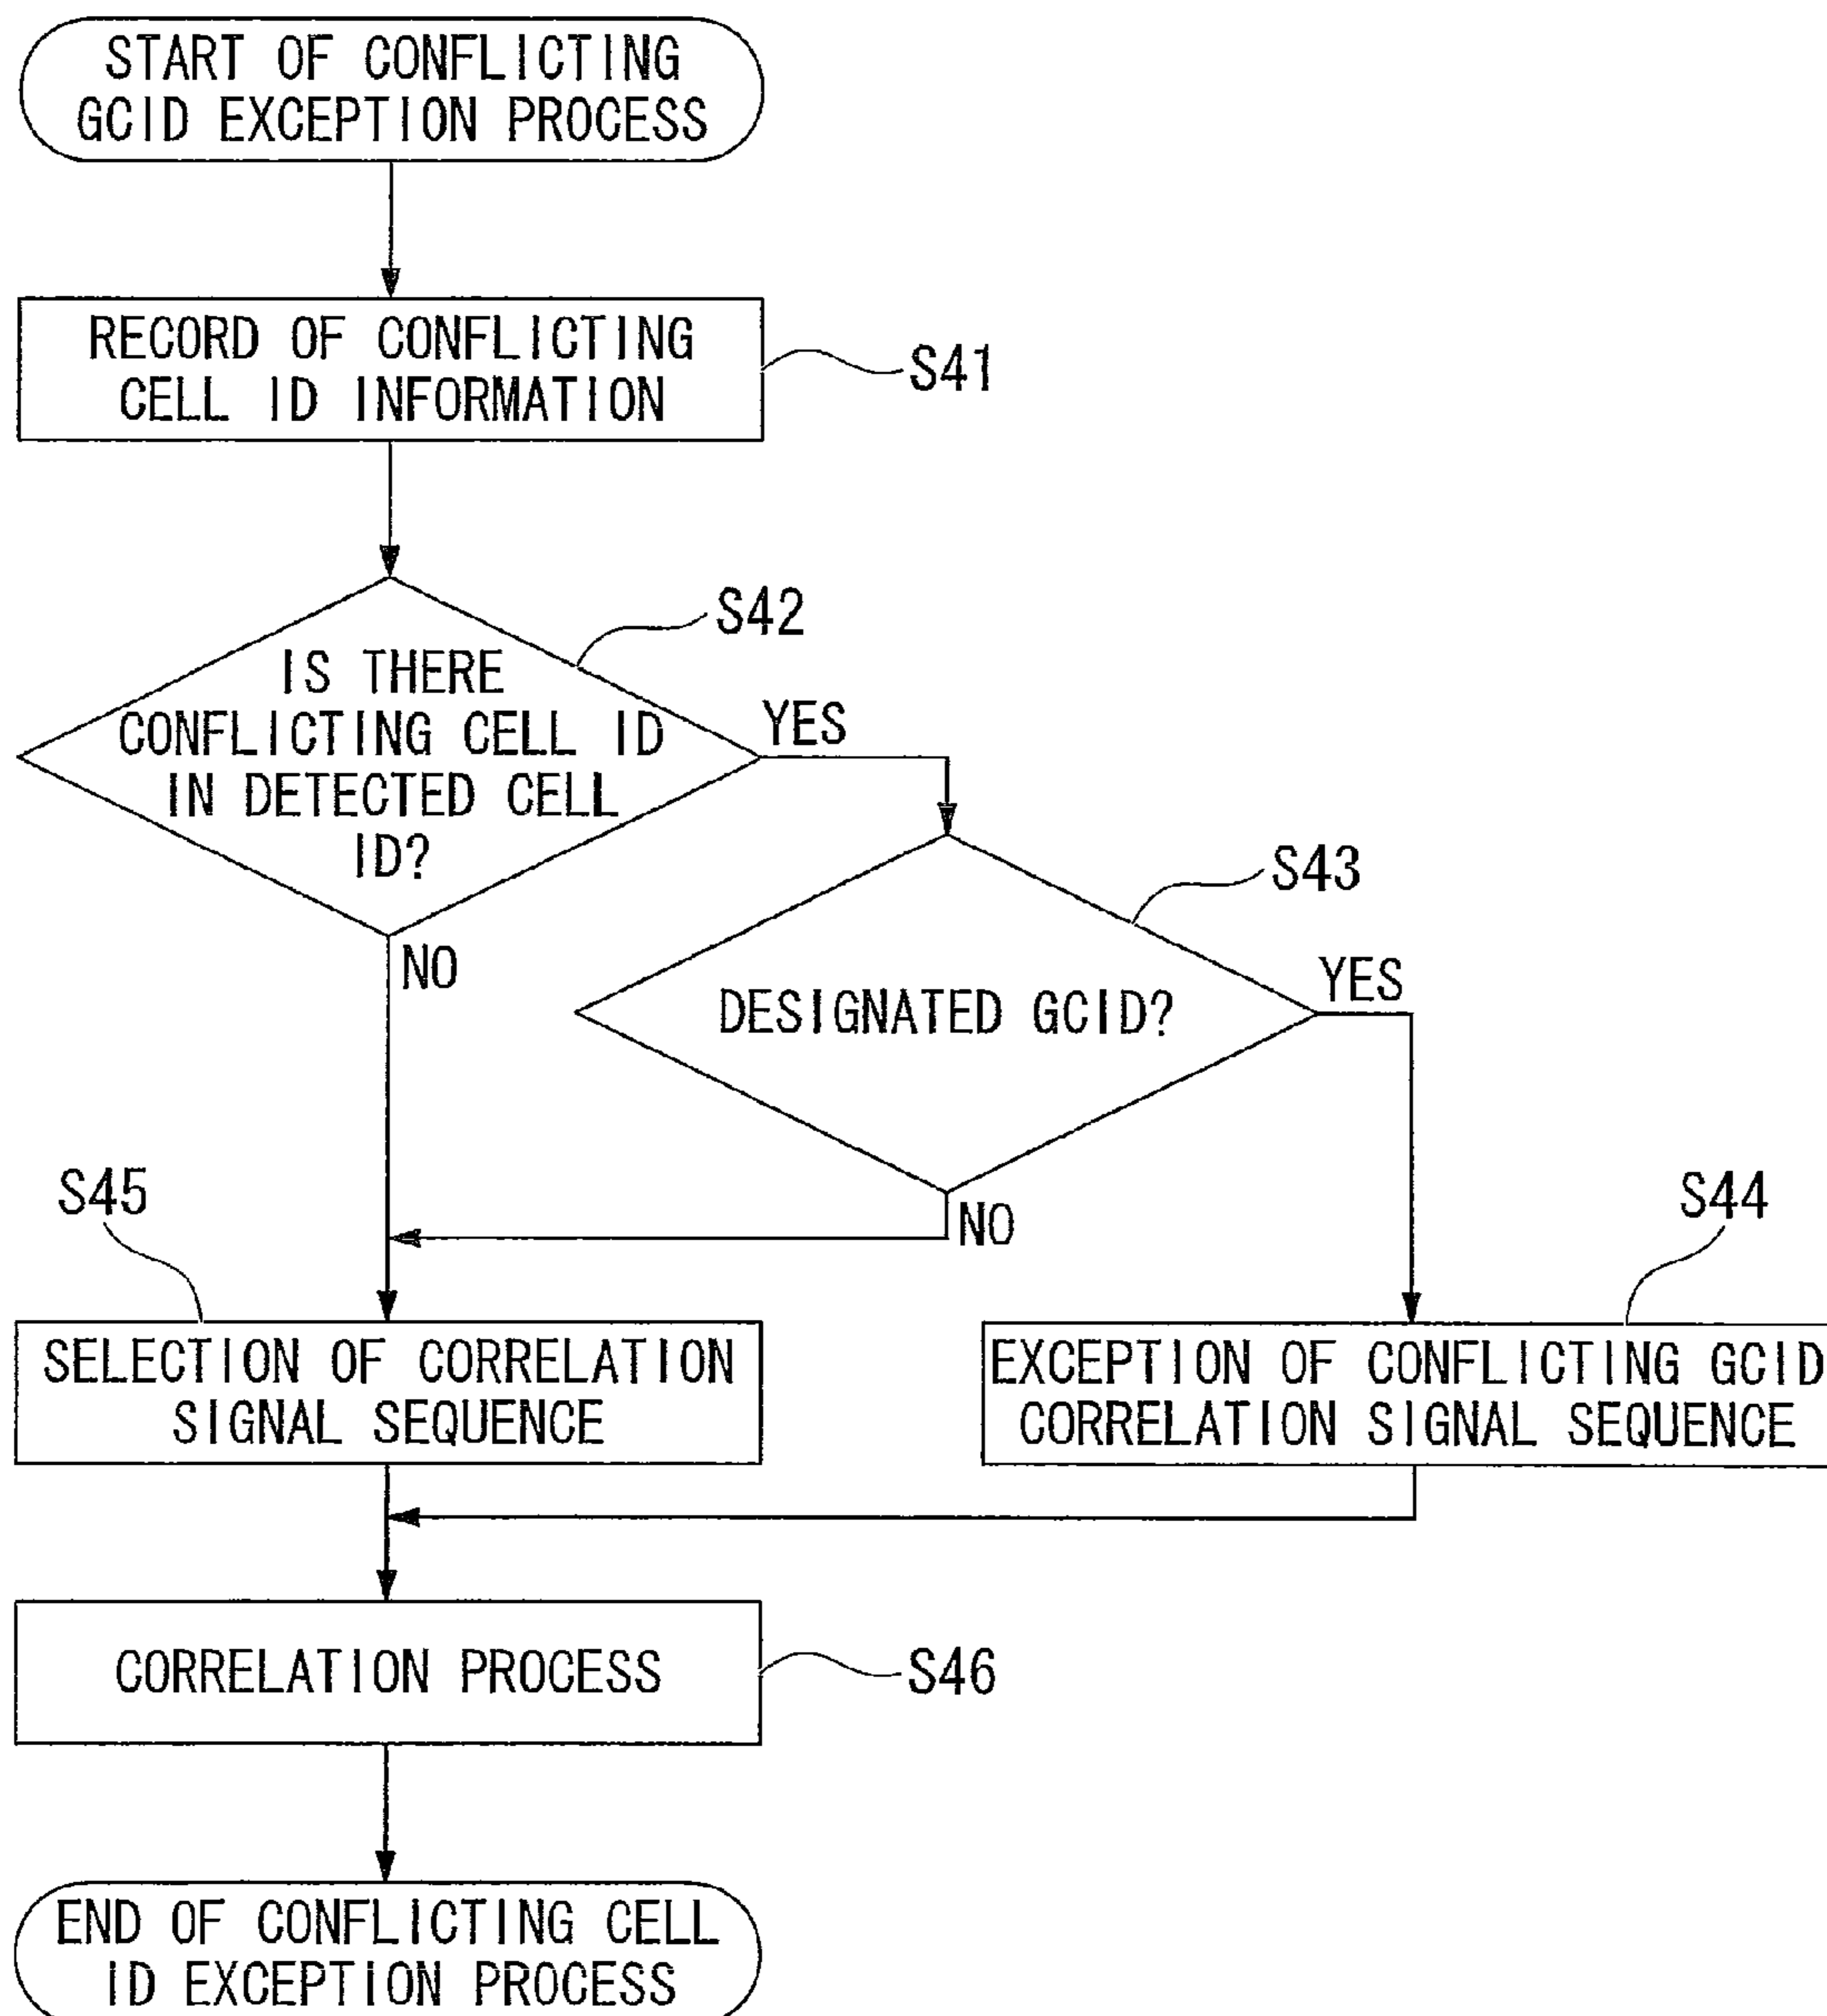 START OF CONFLICTING
GCID EXCEPTION PROCESS
RECORD OF CONFLICTING
CELL ID INFORMATION
S41
S42
IS THERE
CONFLICTING CELL ID
IN DETECTED CELL
ID?
YES
NO
S43
DESIGNATED GCID?
YES
NO
S45
SELECTION OF CORRELATION
SIGNAL SEQUENCE
S44
EXCEPTION OF CONFLICTING GCID
CORRELATION SIGNAL SEQUENCE
CORRELATION PROCESS
S46
END OF CONFLICTING CELL
ID EXCEPTION PROCESS